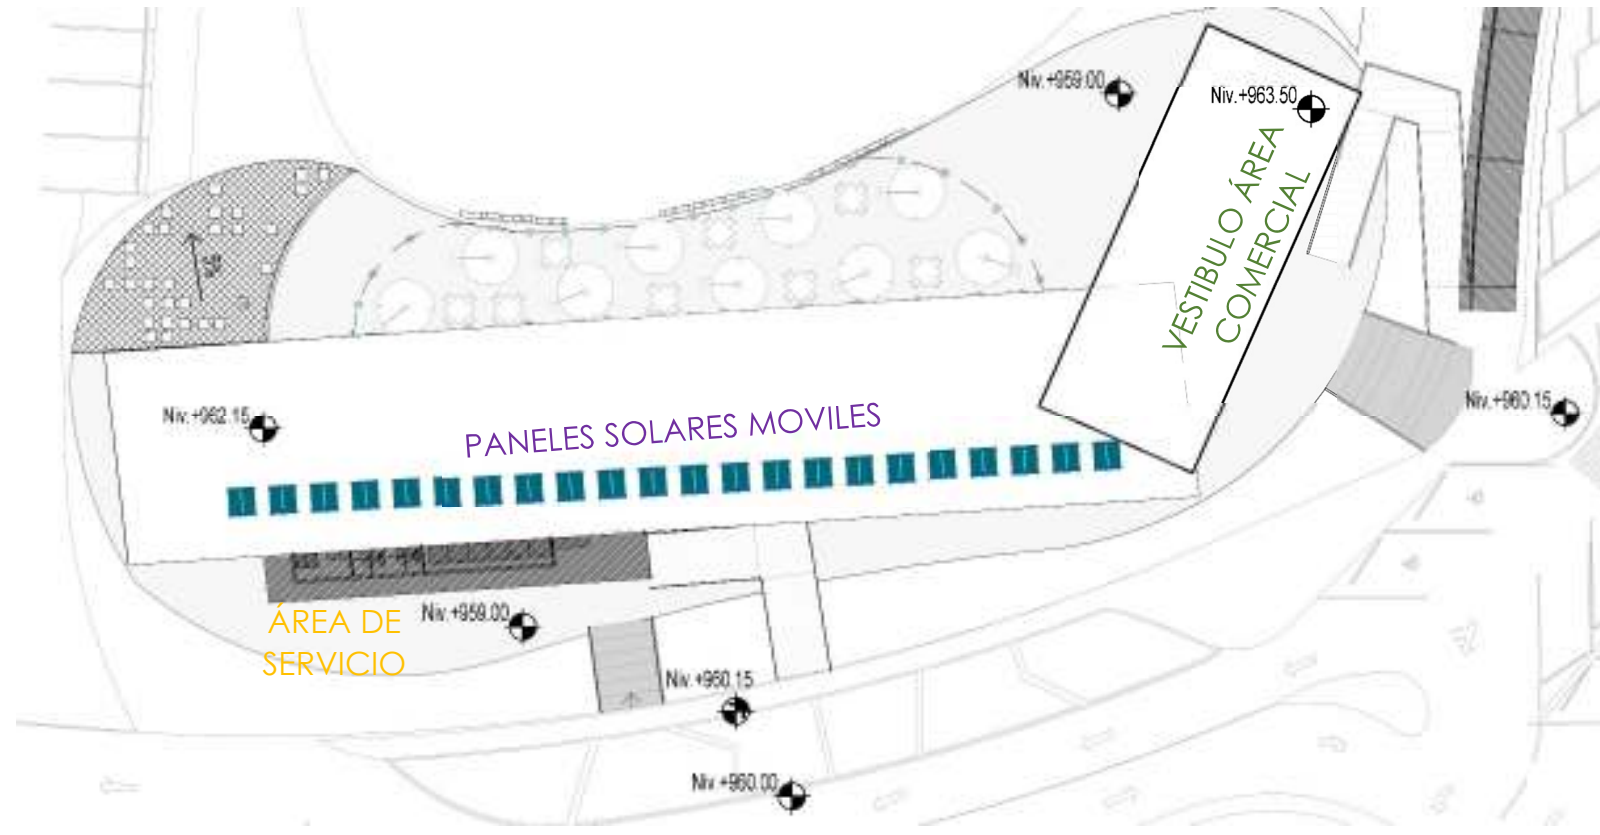 Niv.+959.00
Niv.+963.50
VESTIBULO ÁREA
COMERCIAL
Niv.+962.15
PANELES SOLARES MOVILES
Niv.+960.15
ÁREA DE
SERVICIO
Niv.+959.00
Niv.+960.15
Niv.+960.00